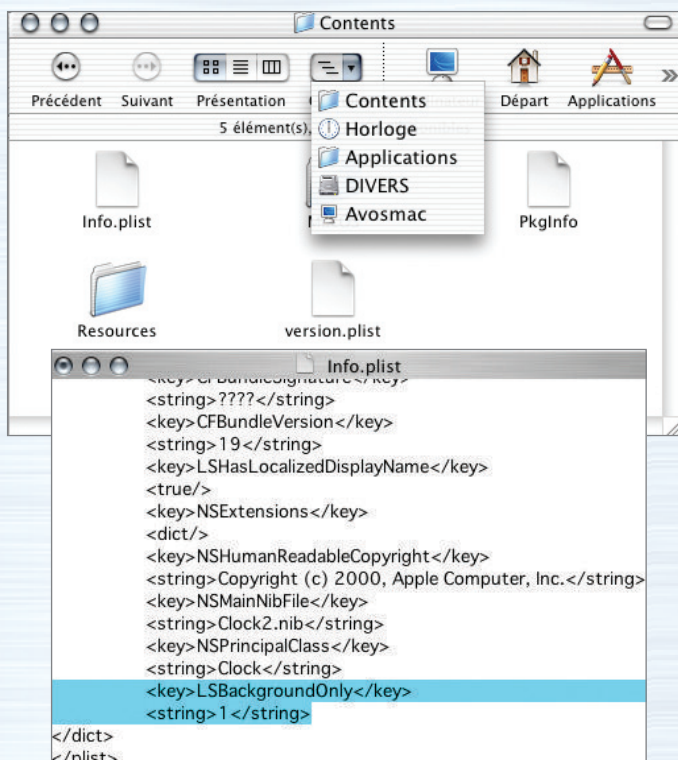 Contents
Précédent Suivant Présentation Départ Applications
5 élément(s),
Contents
Horloge
Applications
DIVERS
Avosmac
Info.plist
PkgInfo
Resources
version.plist
Info.plist
<key>CFBundleSignature</key>
<string>????</string>
<key>CFBundleVersion</key>
<string>19</string>
<key>LSHasLocalizedDisplayName</key>
<true/>
<key>NSExtensions</key>
<dict/>
<key>NSHumanReadableCopyright</key>
<string>Copyright (c) 2000, Apple Computer, Inc.</string>
<key>NSMainNibFile</key>
<string>Clock2.nib</string>
<key>NSPrincipalClass</key>
<string>Clock</string>
<key>LSBackgroundOnly</key>
<string>1</string>
</dict>
</plist>